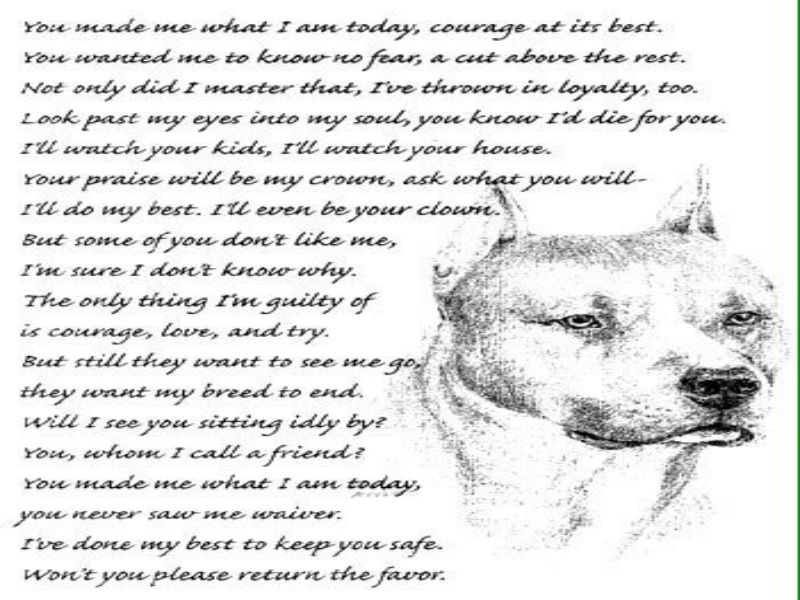 You made me what I am today, courage at its best.
You wanted me to know no fear, a cut above the rest.
Not only did I master that, I've thrown in loyalty, too.
Look past my eyes into my soul, you know I'd die for you.
I'll watch your kids, I'll watch your house.
Your praise will be my crown, ask what you will-
I'll do my best. I'll even be your clown.
But some of you don't like me,
I'm sure I don't know why.
The only thing I'm guilty of
is courage, love, and try.
But still they want to see me go,
they want my breed to end.
Will I see you sitting idly by?
You, whom I call a friend?
You made me what I am today,
you never saw me waiver.
I've done my best to keep you safe.
Won't you please return the favor.